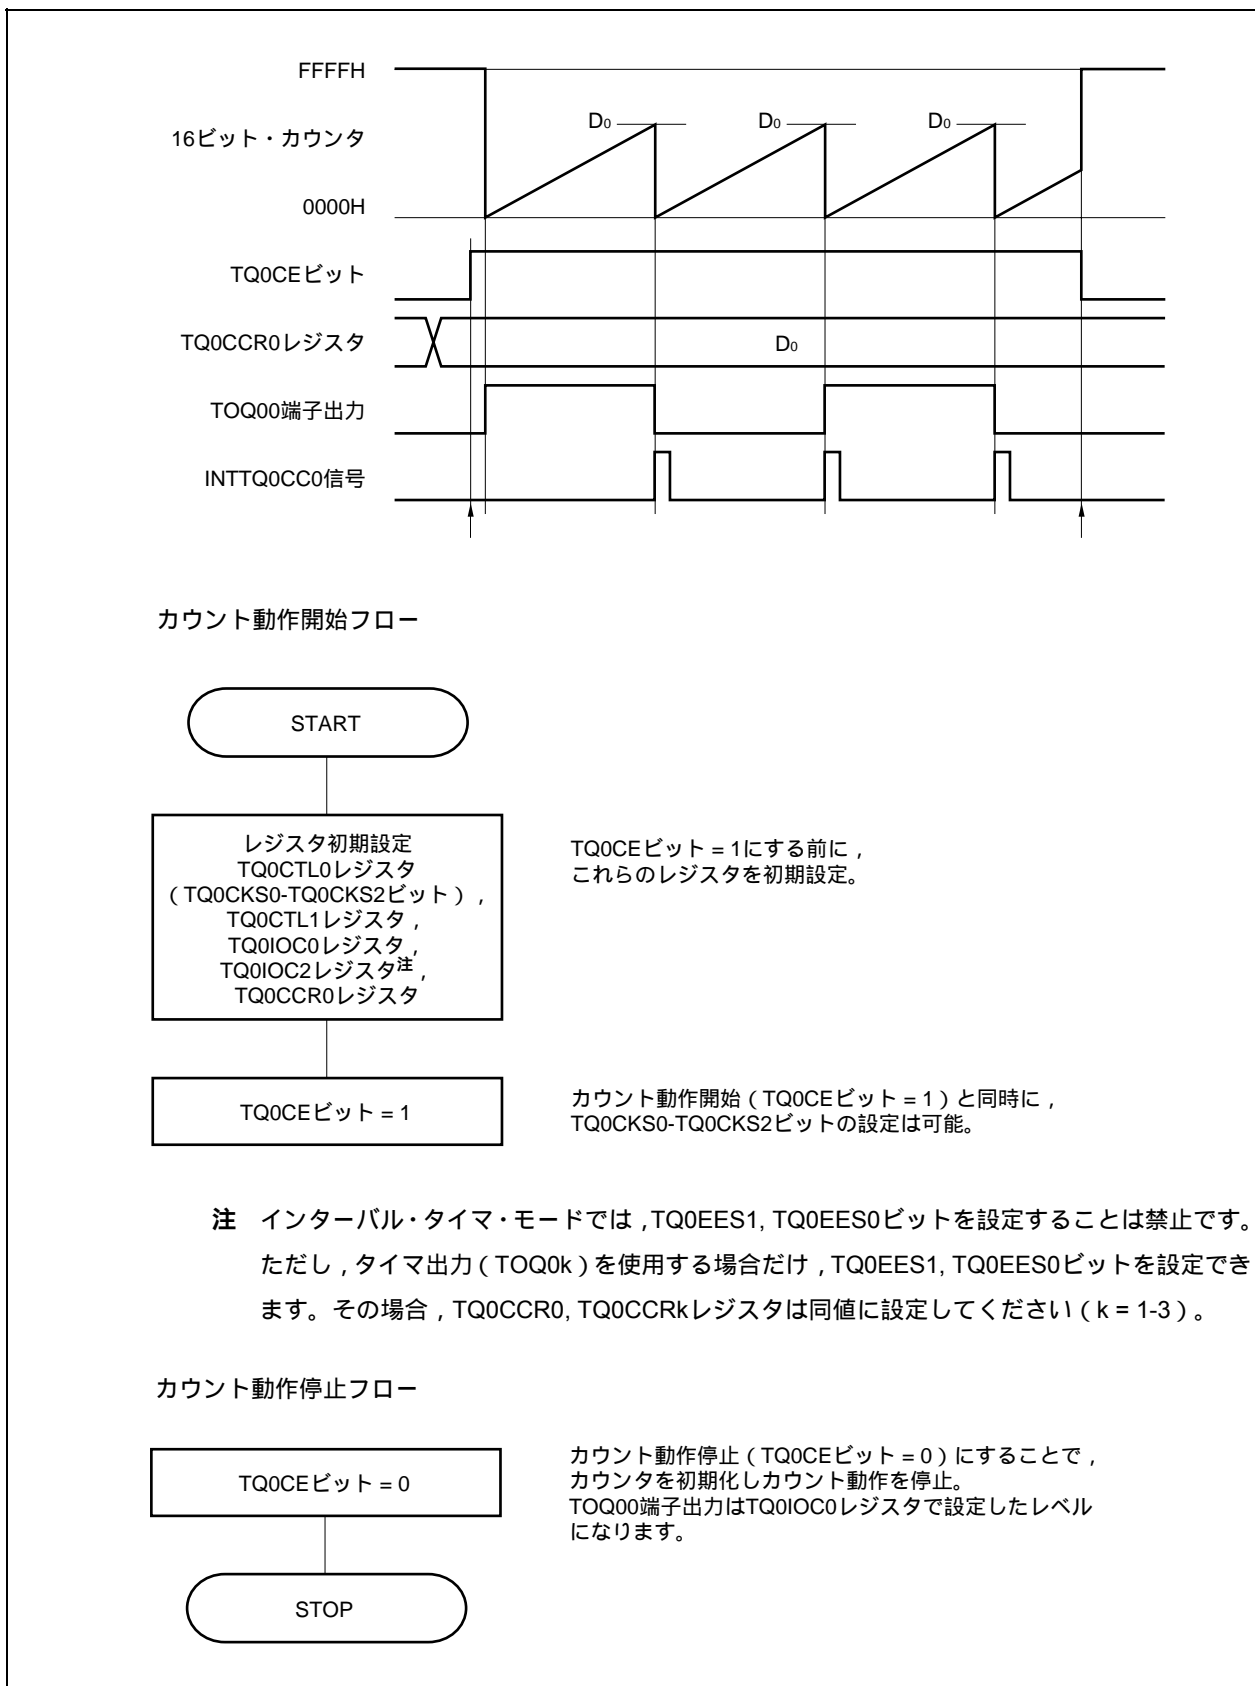 FFFFH
D0 D0 D0
16ビット・カウンタ
0000H
TQ0CEビット
TQ0CCR0レジスタ
D0
TOQ00端子出力
INTTQ0CC0信号
カウント動作開始フロー
START
レジスタ初期設定
TQ0CTL0レジスタ
（TQ0CKS0-TQ0CKS2ビット），
TQ0CTL1レジスタ，
TQ0IOC0レジスタ，
TQ0IOC2レジスタ注，
TQ0CCR0レジスタ
TQ0CEビット = 1にする前に，
これらのレジスタを初期設定。
TQ0CEビット = 1
カウント動作開始（TQ0CEビット = 1）と同時に，
TQ0CKS0-TQ0CKS2ビットの設定は可能。
注 インターバル・タイマ・モードでは，TQ0EES1, TQ0EES0ビットを設定することは禁止です。
ただし，タイマ出力（TOQ0k）を使用する場合だけ，TQ0EES1, TQ0EES0ビットを設定でき
ます。その場合，TQ0CCR0, TQ0CCRkレジスタは同値に設定してください（k = 1-3）。
カウント動作停止フロー
TQ0CEビット = 0
カウント動作停止（TQ0CEビット = 0）にすることで，
カウンタを初期化しカウント動作を停止。
TOQ00端子出力はTQ0IOC0レジスタで設定したレベル
になります。
STOP